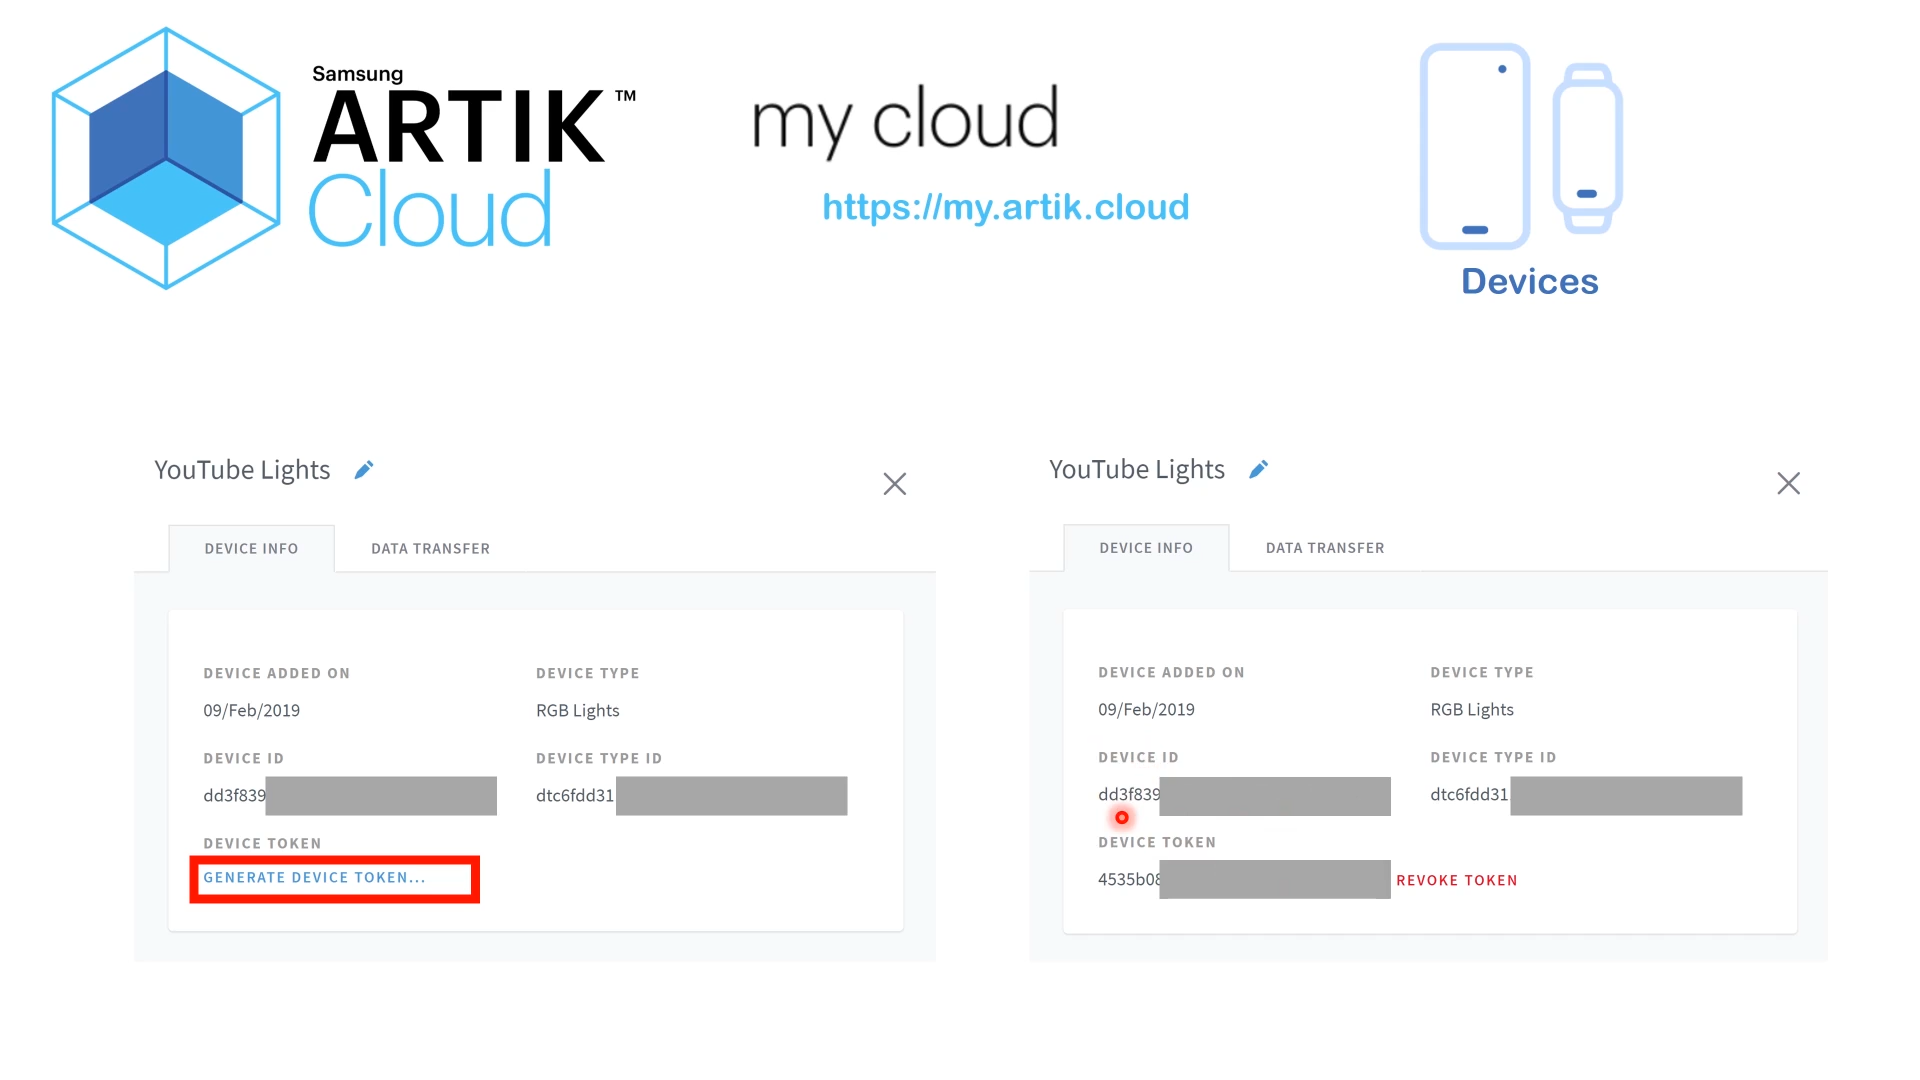 Samsung
ARTIK™
Cloud
my cloud
https://my.artik.cloud
Devices
YouTube Lights
DEVICE INFO
DATA TRANSFER
DEVICE ADDED ON
DEVICE TYPE
09/Feb/2019
RGB Lights
DEVICE ID
DEVICE TYPE ID
dd3f839
dtc6fdd31
DEVICE TOKEN
GENERATE DEVICE TOKEN...
YouTube Lights
DEVICE INFO
DATA TRANSFER
DEVICE ADDED ON
DEVICE TYPE
09/Feb/2019
RGB Lights
DEVICE ID
DEVICE TYPE ID
dd3f839
dtc6fdd31
DEVICE TOKEN
4535b08
REVOKE TOKEN